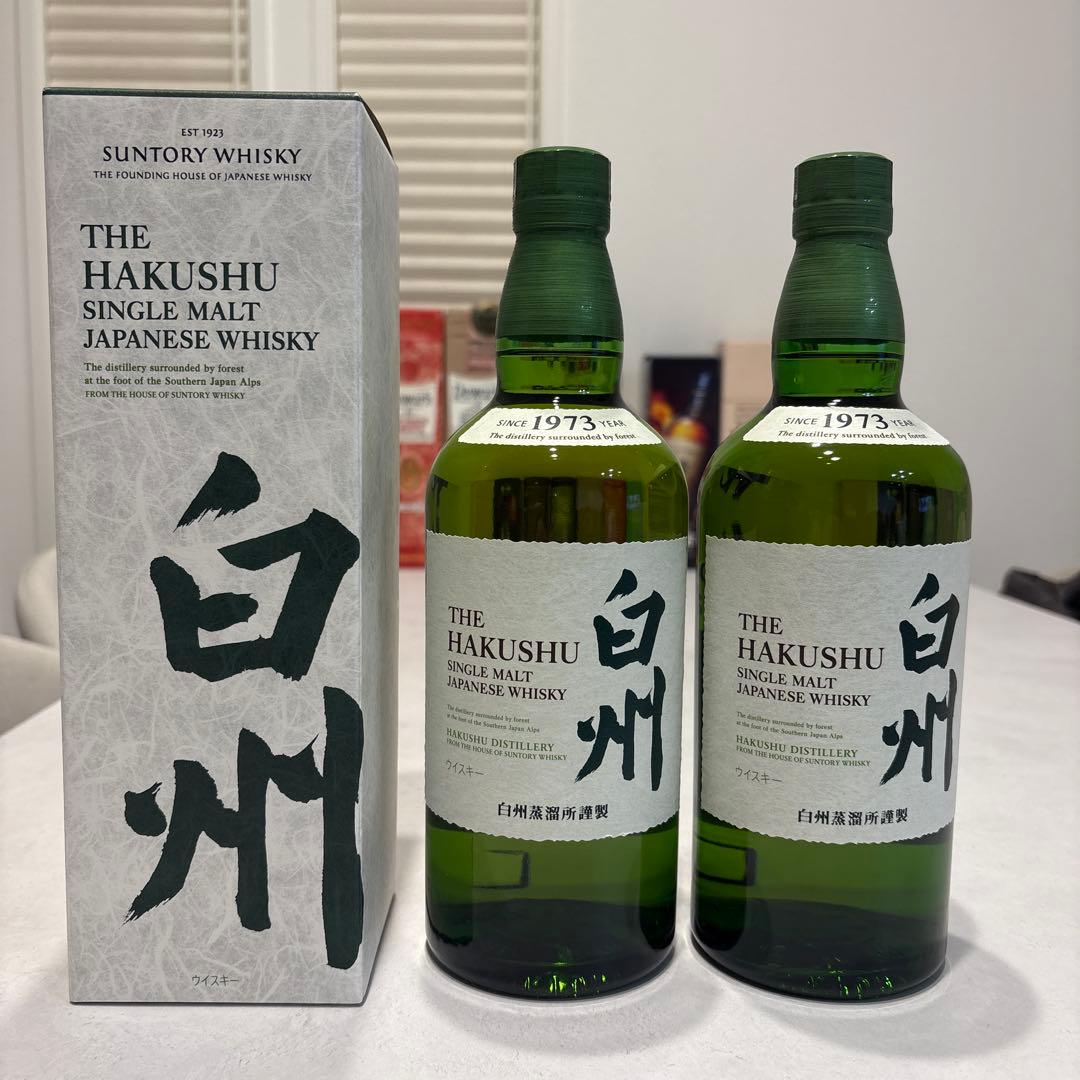 EST 1923
SUNTORY WHISKY
THE FOUNDING HOUSE OF JAPANESE WHISKY
THE
HAKUSHU
SINGLE MALT
JAPANESE WHISKY
The distillery surrounded by forest
at the foot of the Southern Japan Alps
FROM THE HOUSE OF SUNTORY WHISKY
白州
ウイスキー
SINCE 1973 YEAR
The distillery surrounded by forest
THE
HAKUSHU
SINGLE MALT
JAPANESE WHISKY
The distillery surrounded by forest
at the foot of the Southern Japan Alps
HAKUSHU DISTILLERY
FROM THE HOUSE OF SUNTORY WHISKY
ウイスキー
白州
白州蒸溜所謹製
SINCE 1973 YEAR
The distillery surrounded by forest
THE
HAKUSHU
SINGLE MALT
JAPANESE WHISKY
The distillery surrounded by forest
at the foot of the Southern Japan Alps
HAKUSHU DISTILLERY
FROM THE HOUSE OF SUNTORY WHISKY
ウイスキー
白州
白州蒸溜所謹製